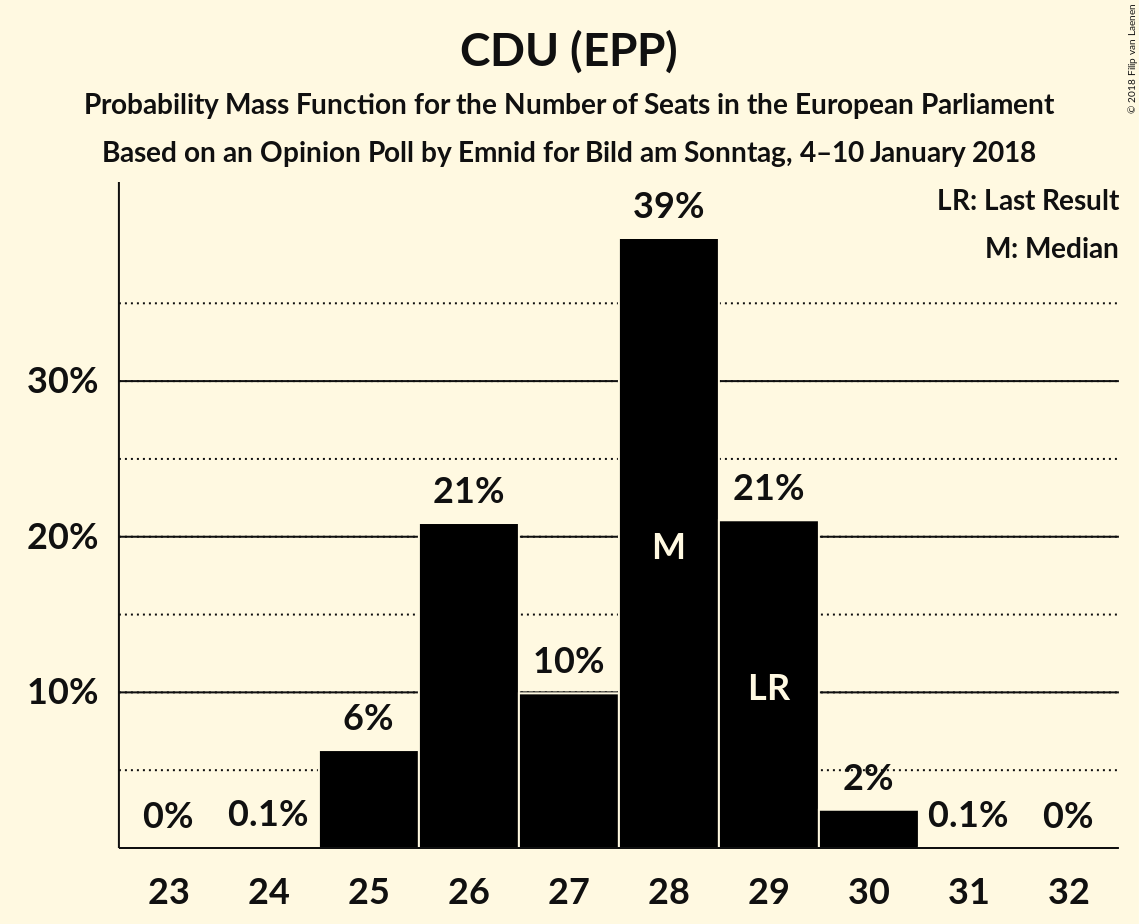 CDU (EPP)
Probability Mass Function for the Number of Seats in the European Parliament
Based on an Opinion Poll by Emnid for Bild am Sonntag, 4–10 January 2018
© 2018 Filip van Laenen
LR: Last Result
M: Median
30%
20%
10%
0%
0.1%
6%
21%
10%
39%
M
21%
LR
2%
0.1%
0%
23 24 25 26 27 28 29 30 31 32